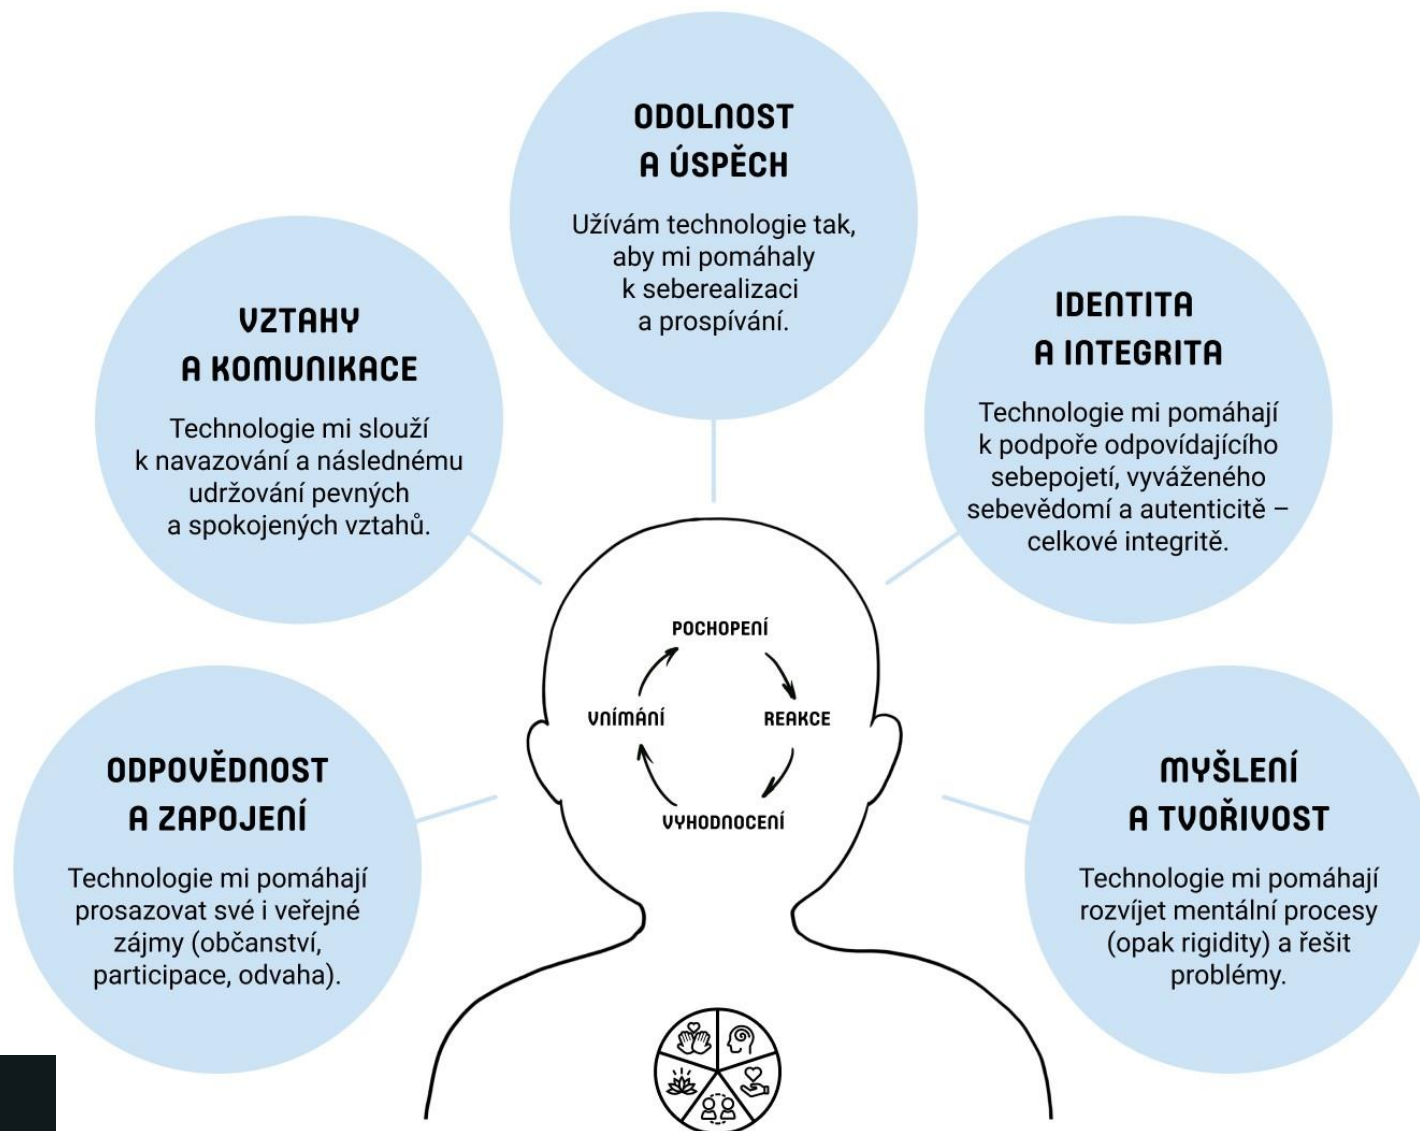 ODOLNOST
A ÚSPĚCH
Užívám technologie tak,
aby mi pomáhaly
k seberealizaci
a prospívání.
VZTAHY
A KOMUNIKACE
Technologie mi slouží
k navazování a následnému
udržování pevných
a spokojených vztahů.
IDENTITA
A INTEGRITA
Technologie mi pomáhají
k podpoře odpovídajícího
sebepojetí, vyváženého
sebevědomí a autenticitě –
celkové integritě.
POCHOPENÍ
VNÍMÁNÍ
REAKCE
VYHODNOCENÍ
ODPOVĚDNOST
A ZAPOJENÍ
Technologie mi pomáhají
prosazovat své i veřejné
zájmy (občanství,
participace, odvaha).
MYŠLENÍ
A TVOŘIVOST
Technologie mi pomáhají
rozvíjet mentální procesy
(opak rigidity) a řešit
problémy.